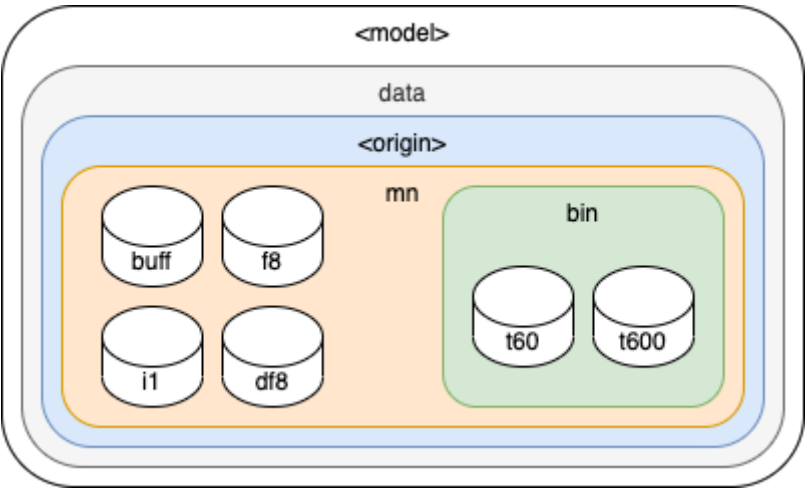 <model>
data
<origin>
mn
bin
buff
f8
t60
t600
i1
df8